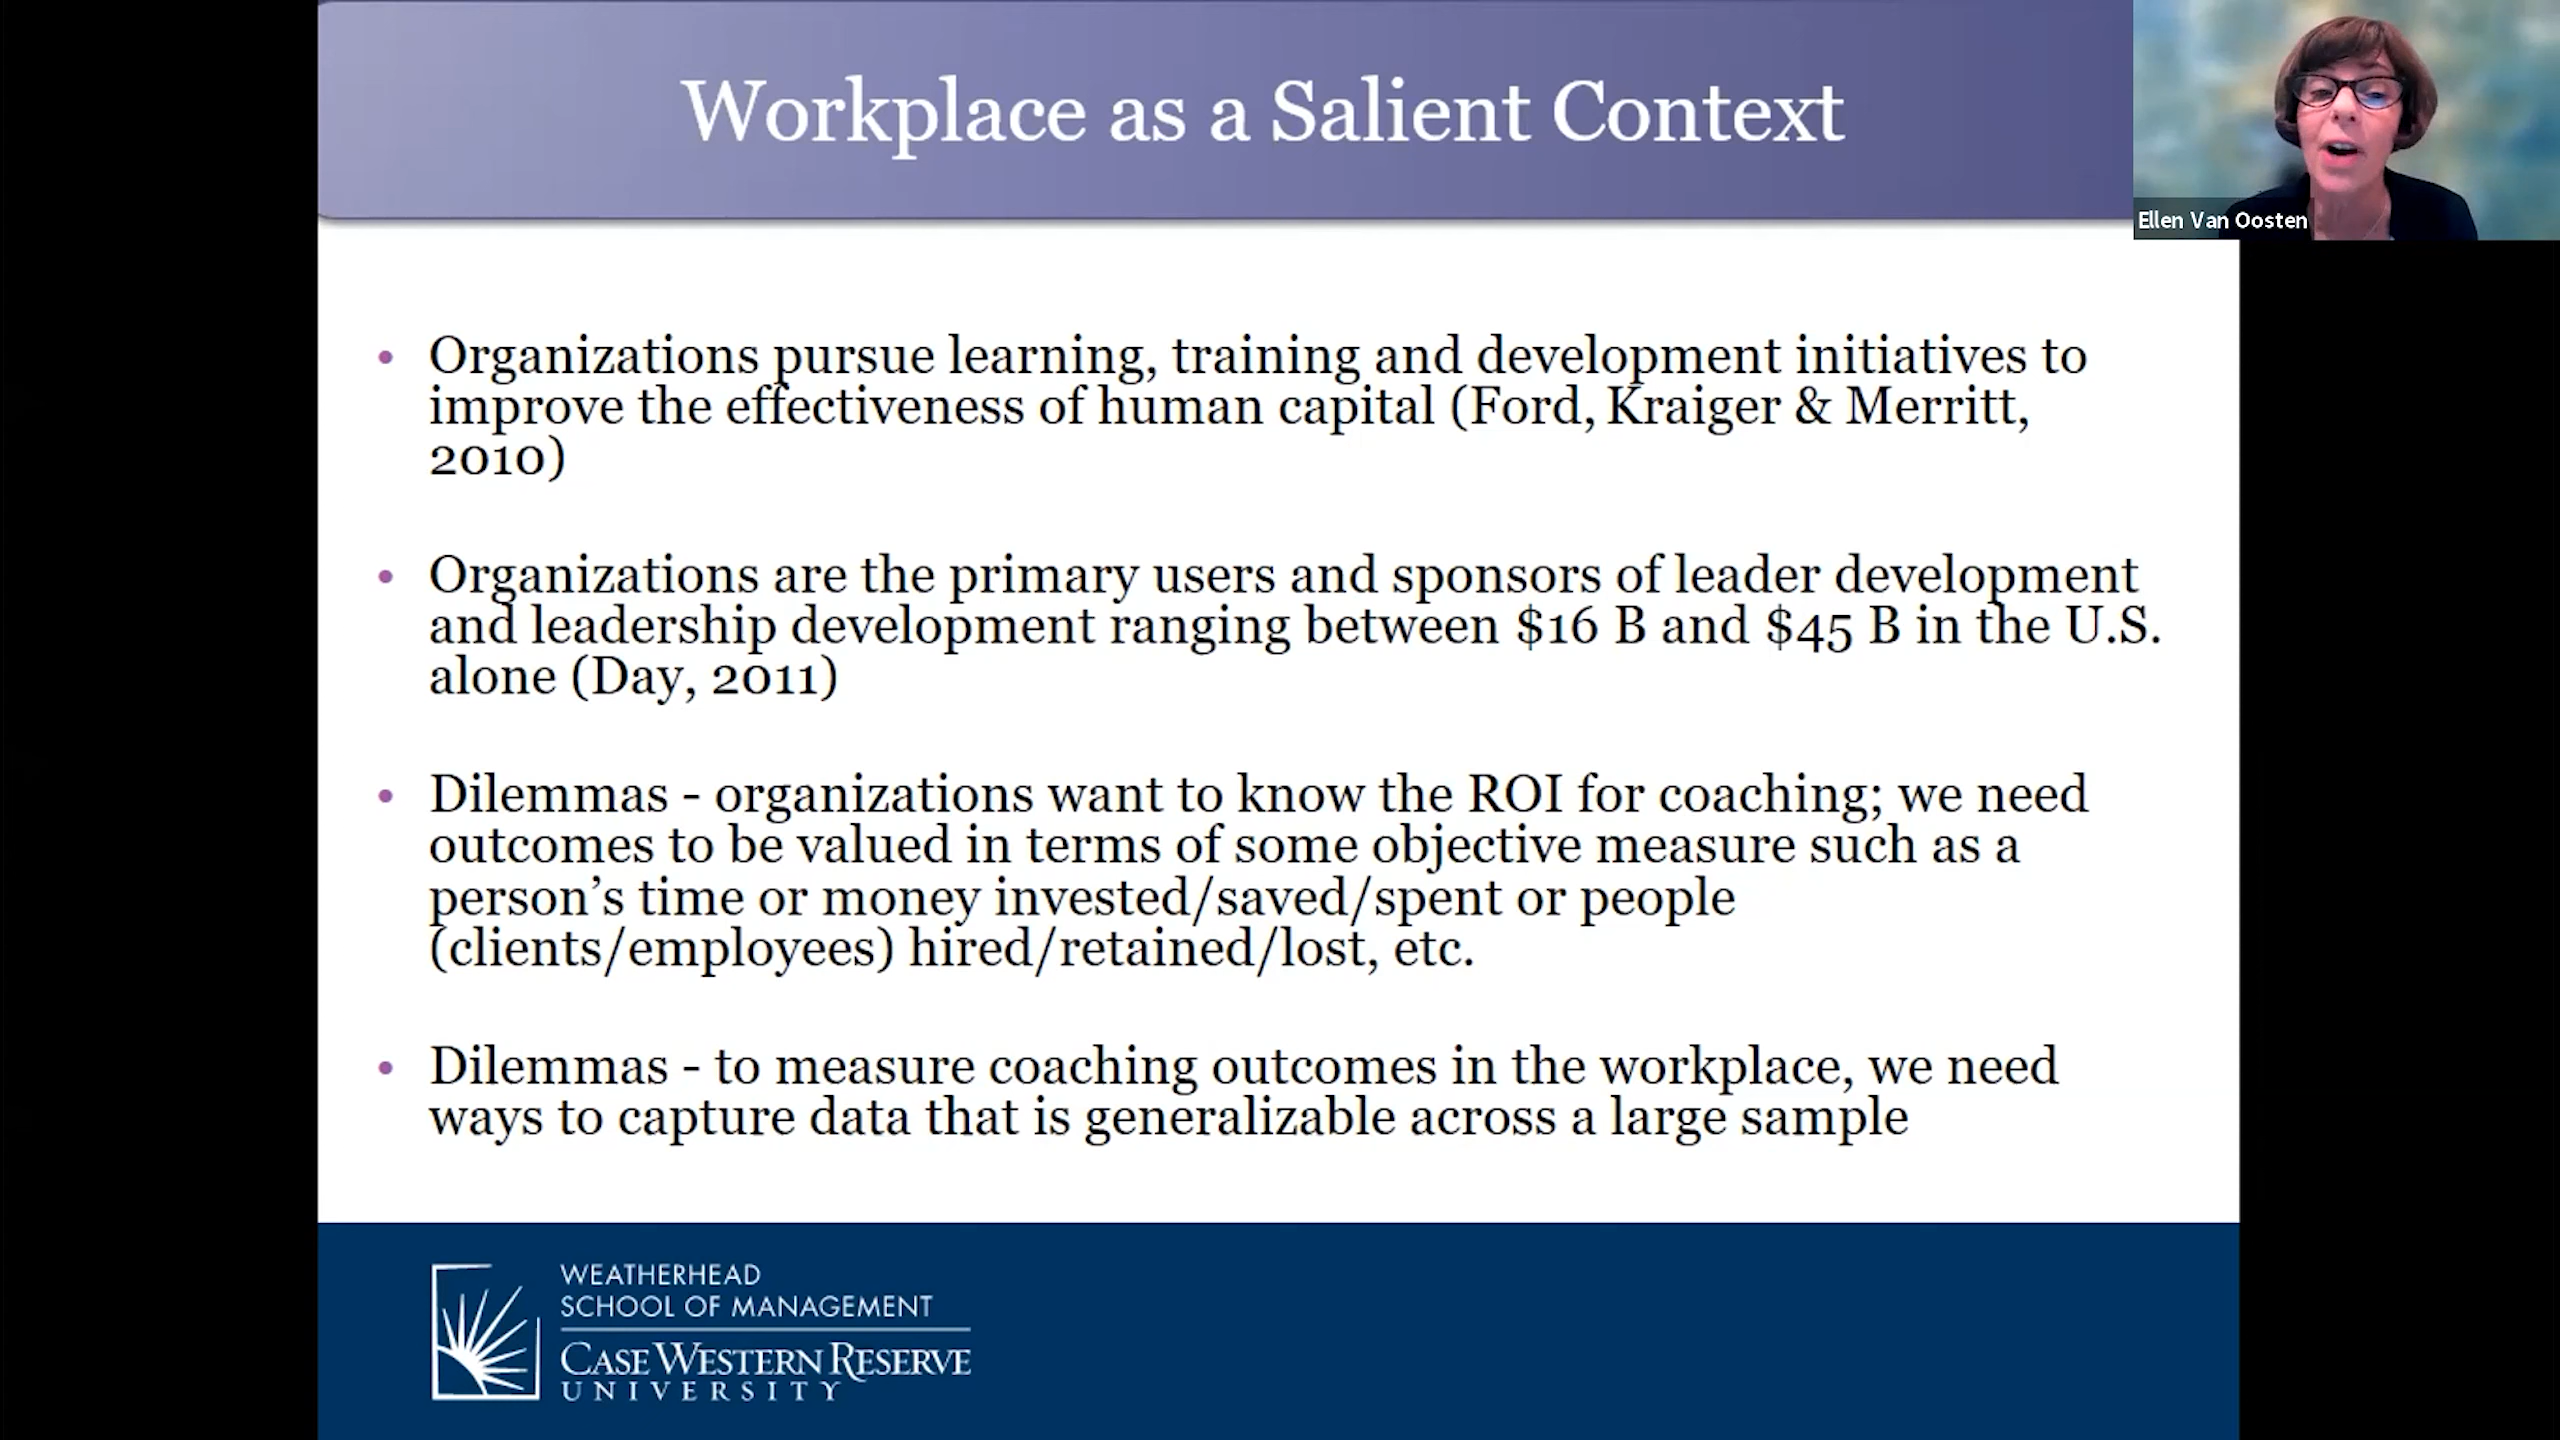 Workplace as a Salient Context
Ellen Van Oosten
• Organizations pursue learning, training and development initiatives to
improve the effectiveness of human capital (Ford, Kraiger & Merritt,
2010)
• Organizations are the primary users and sponsors of leader development
and leadership development ranging between $16 B and $45 B in the U.S.
alone (Day, 2011)
• Dilemmas - organizations want to know the ROI for coaching; we need
outcomes to be valued in terms of some objective measure such as a
person’s time or money invested/saved/spent or people
(clients/employees) hired/retained/lost, etc.
• Dilemmas - to measure coaching outcomes in the workplace, we need
ways to capture data that is generalizable across a large sample
WEATHERHEAD
SCHOOL OF MANAGEMENT
CASE WESTERN RESERVE
UNIVERSITY